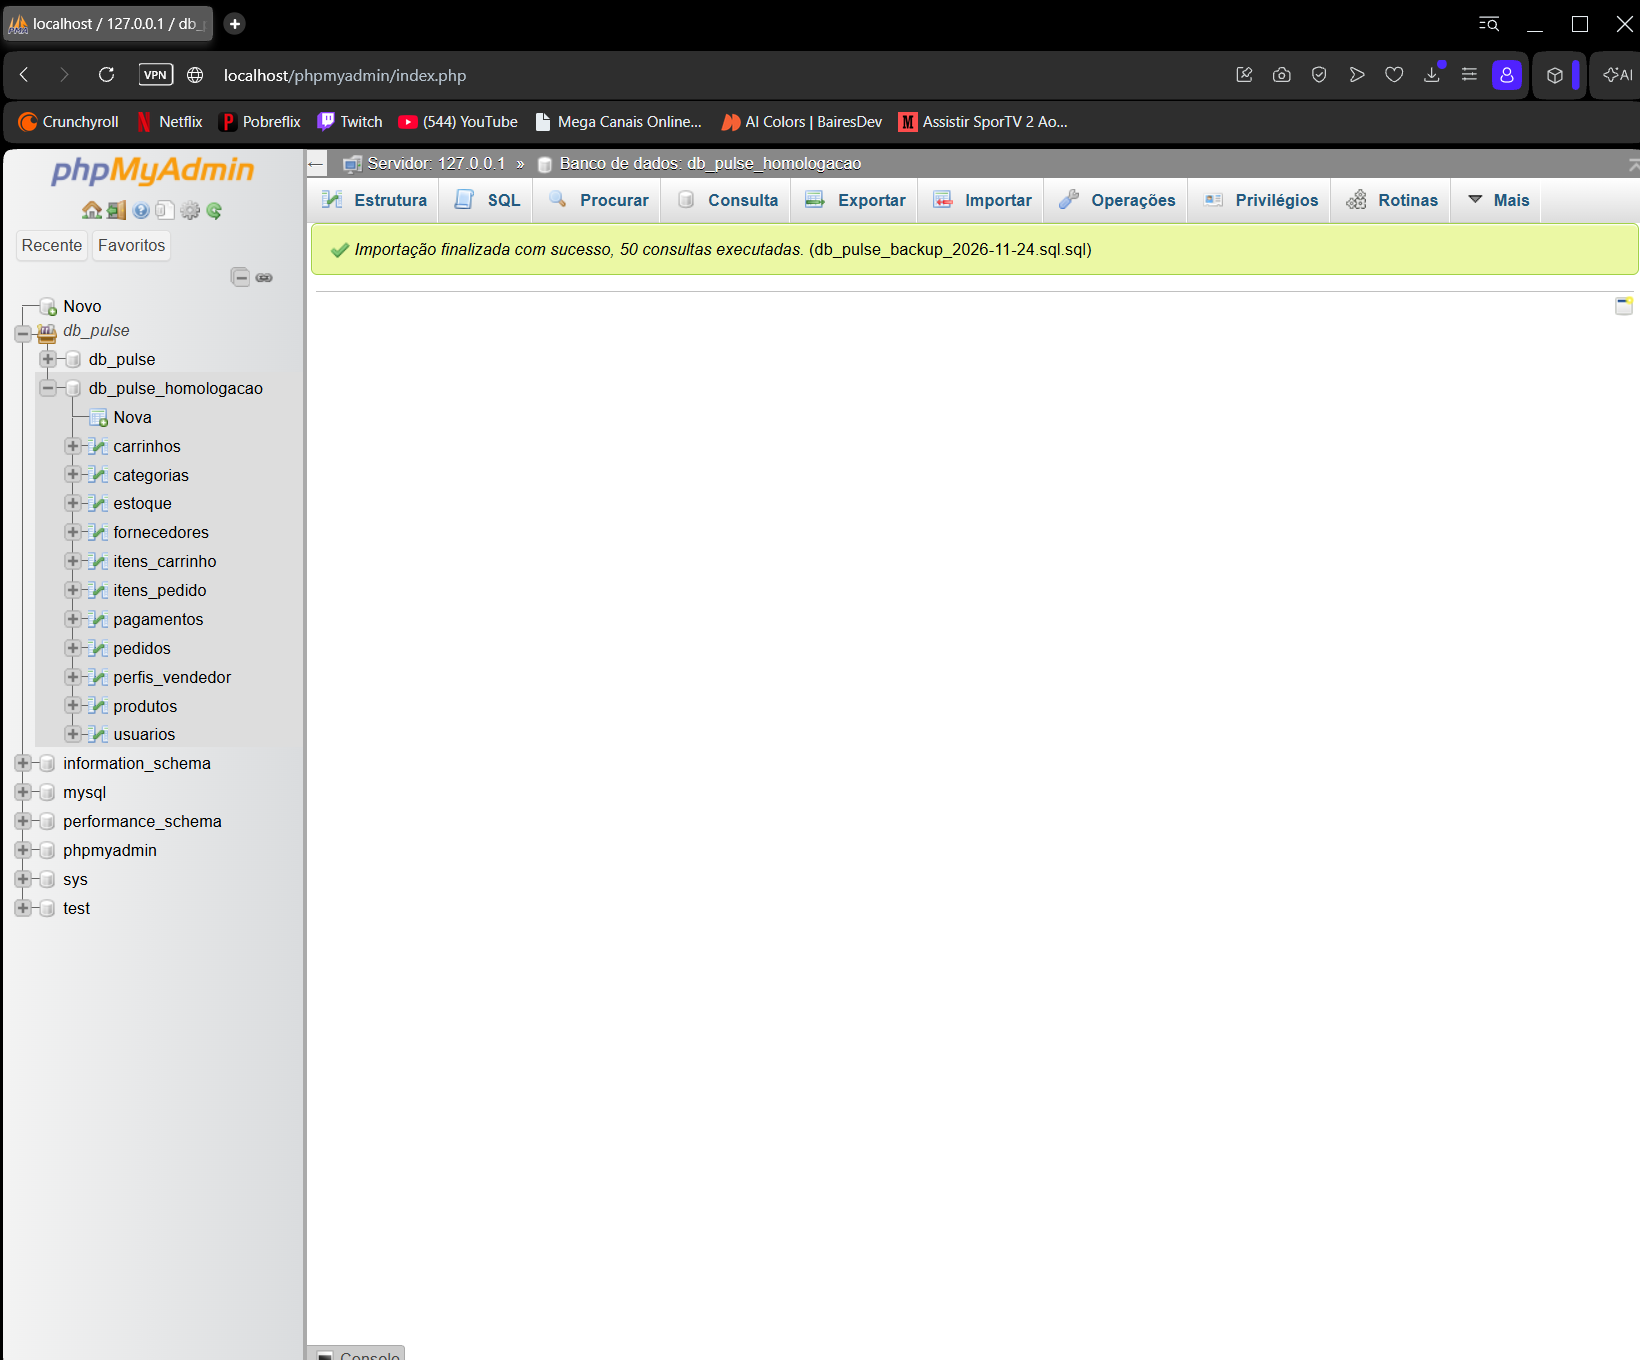 localhost / 127.0.0.1 / db_
VPN
localhost/phpmyadmin/index.php
AI
Crunchyroll
Netflix
Pobreflix
Twitch
(544) YouTube
Mega Canais Online...
AI Colors | BairesDev
Assistir SporTV 2 Ao...
phpMyAdmin
Recente
Favoritos
Novo
db_pulse
db_pulse
db_pulse_homologacao
Nova
carrinhos
categorias
estoque
fornecedores
itens_carrinho
itens_pedido
pagamentos
pedidos
perfis_vendedor
produtos
usuarios
information_schema
mysql
performance_schema
phpmyadmin
sys
test
Servidor: 127.0.0.1 » Banco de dados: db_pulse_homologacao
Estrutura
SQL
Procurar
Consulta
Exportar
Importar
Operações
Privilégios
Rotinas
Mais
Importação finalizada com sucesso, 50 consultas executadas. (db_pulse_backup_2026-11-24.sql.sql)
Console